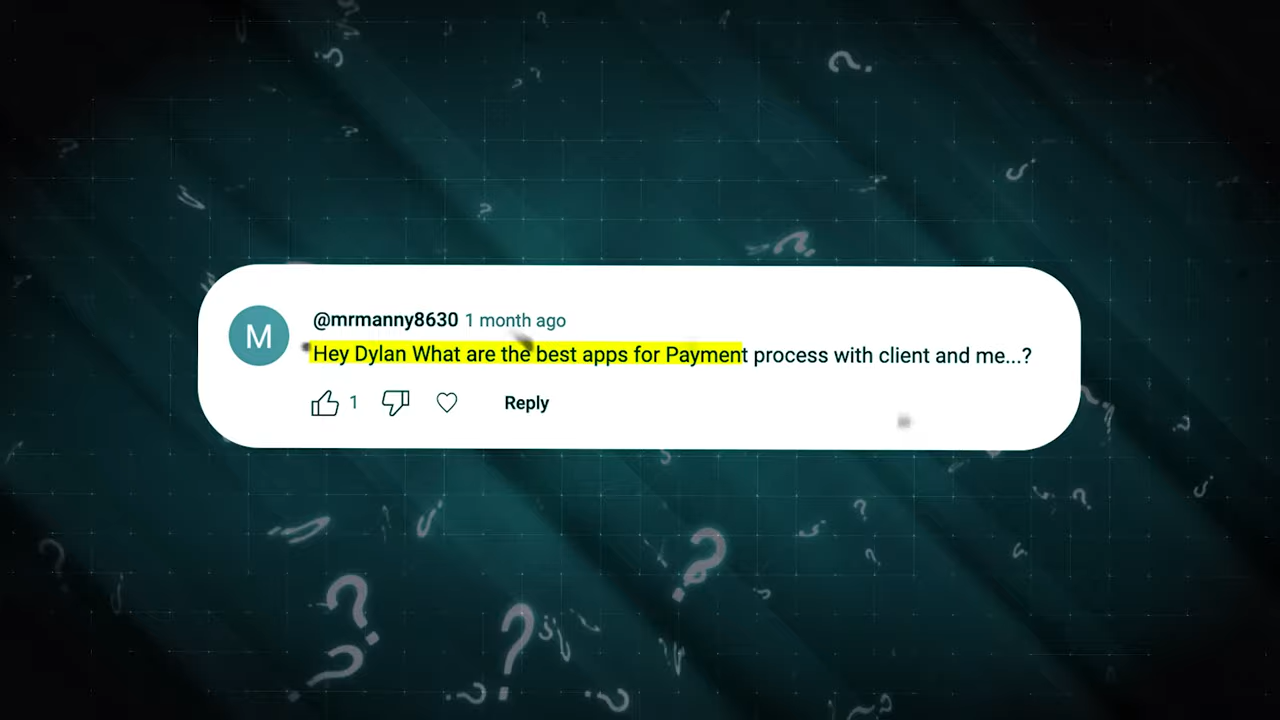 M
@mrmanny8630 1 month ago
Hey Dylan What are the best apps for Payment process with client and me...?
1
Reply